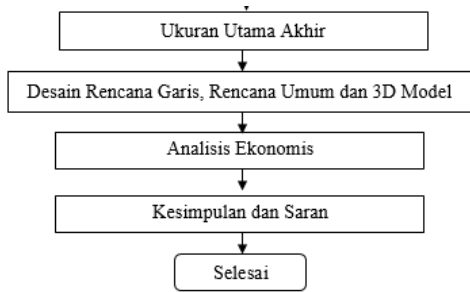 Ukuran Utama Akhir
Desain Rencana Garis, Rencana Umum dan 3D Model
Analisis Ekonomis
Kesimpulan dan Saran
Selesai